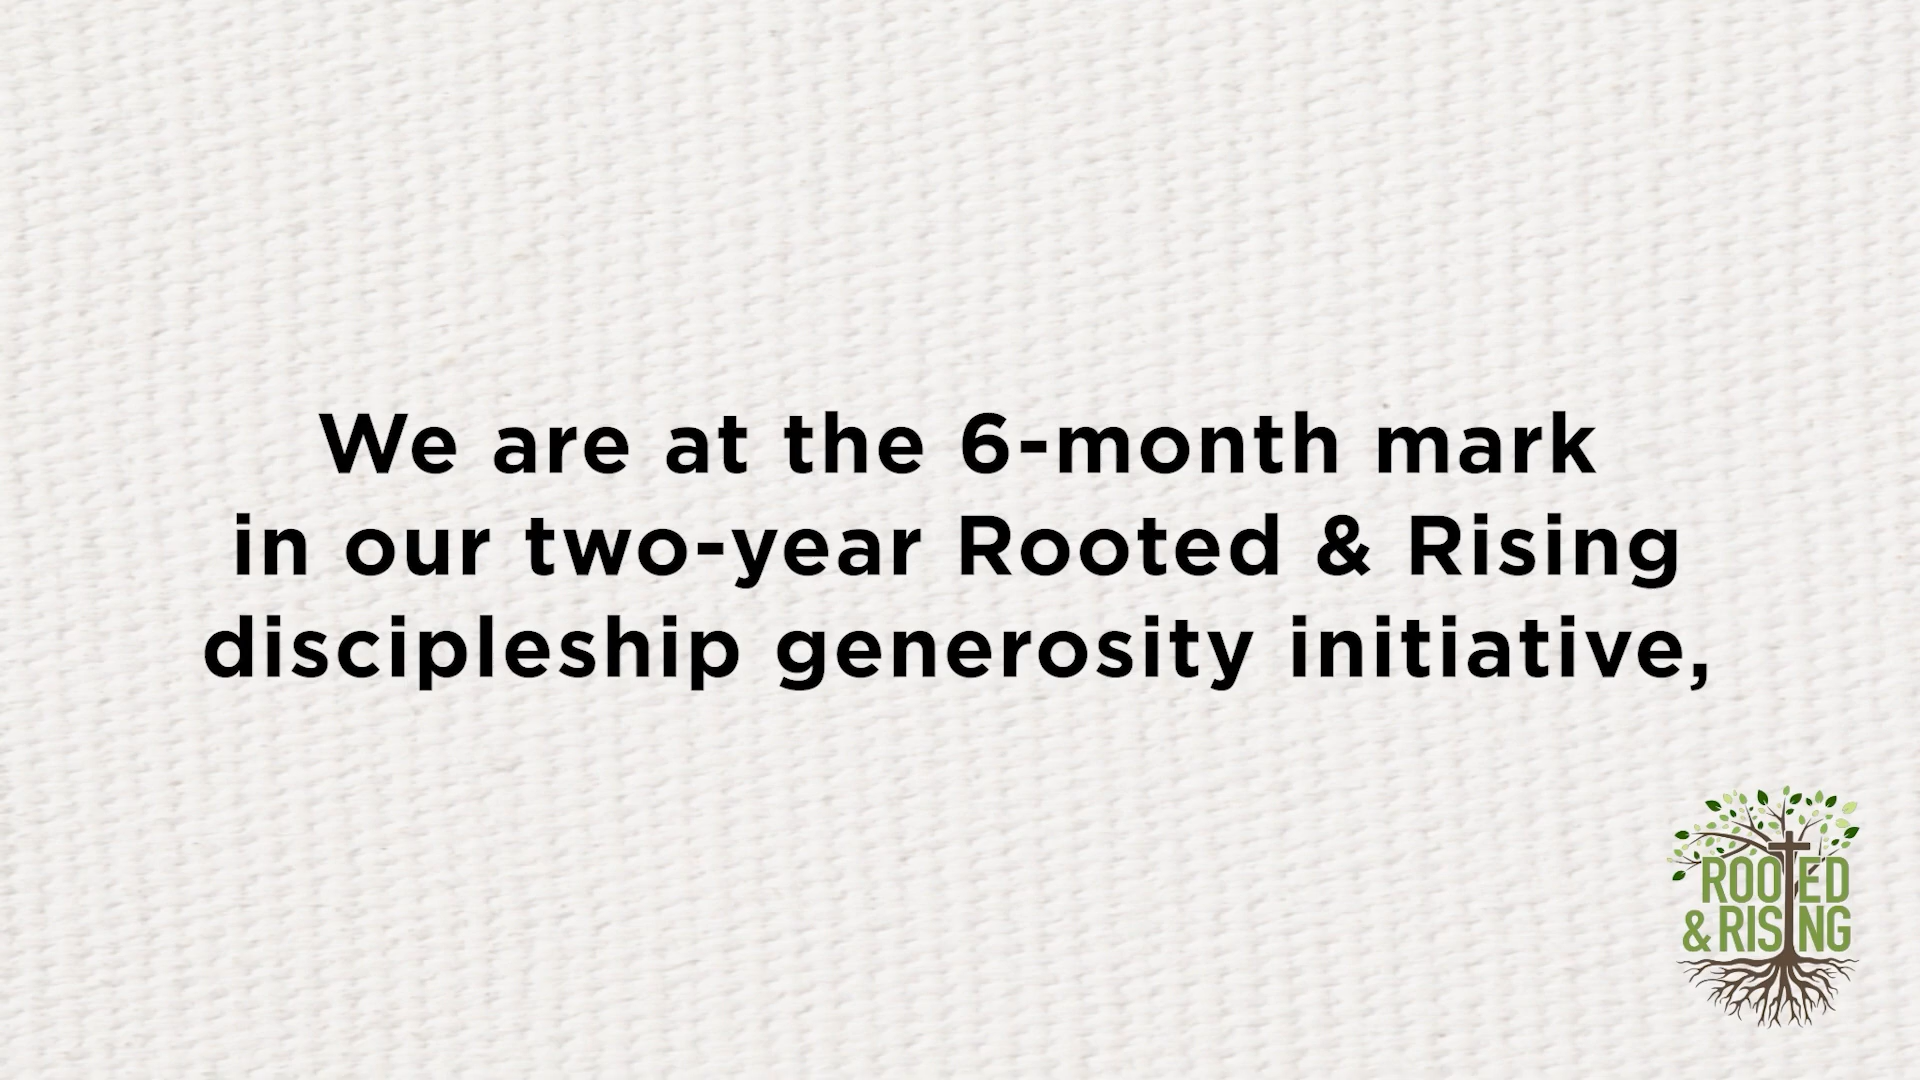 We are at the 6-month mark
in our two-year Rooted & Rising
discipleship generosity initiative,
ROOTED
& RISING